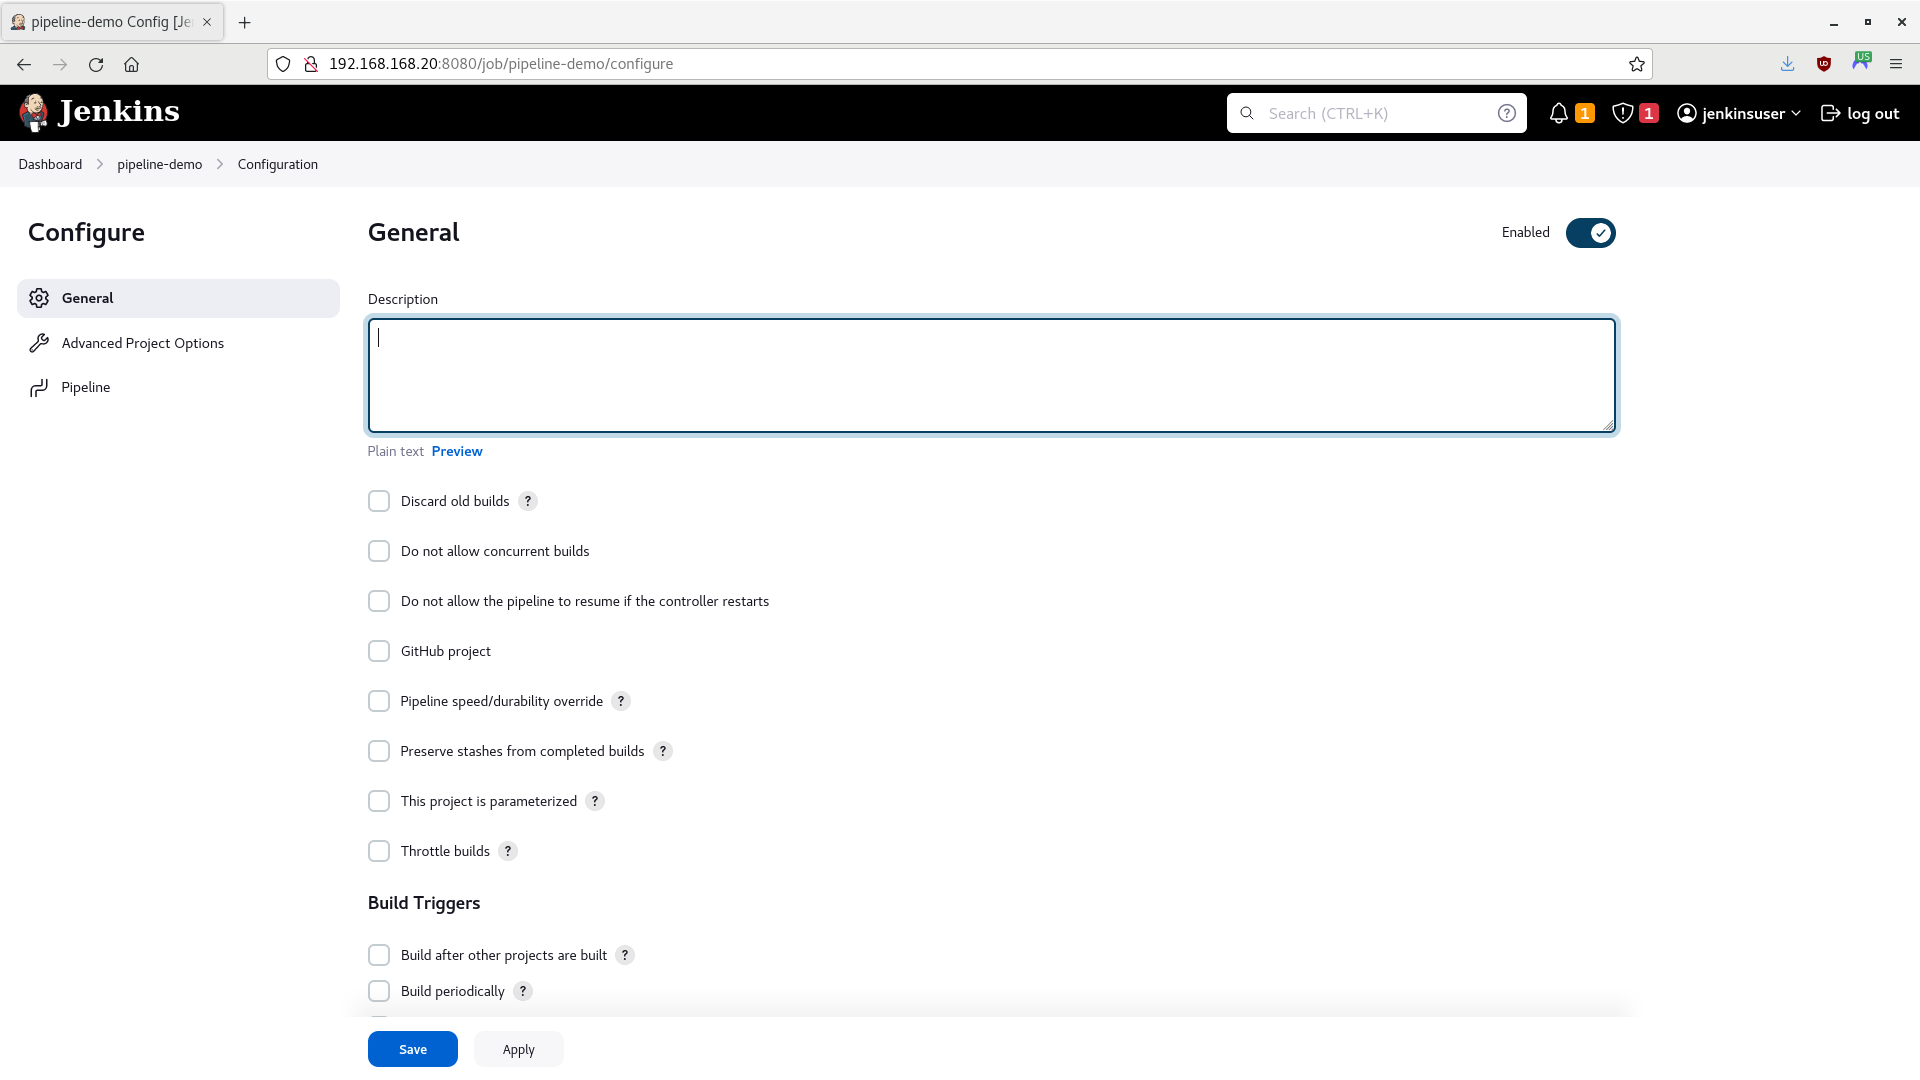 pipeline-demo Config [Je
192.168.168.20:8080/job/pipeline-demo/configure
US
Jenkins
Search (CTRL+K)
?
1
1
jenkinsuser
log out
Dashboard
pipeline-demo
Configuration
Configure
General
Advanced Project Options
Pipeline
General
Enabled
Description
Plain text Preview
Discard old builds ?
Do not allow concurrent builds
Do not allow the pipeline to resume if the controller restarts
GitHub project
Pipeline speed/durability override ?
Preserve stashes from completed builds ?
This project is parameterized ?
Throttle builds ?
Build Triggers
Build after other projects are built ?
Build periodically ?
Save
Apply